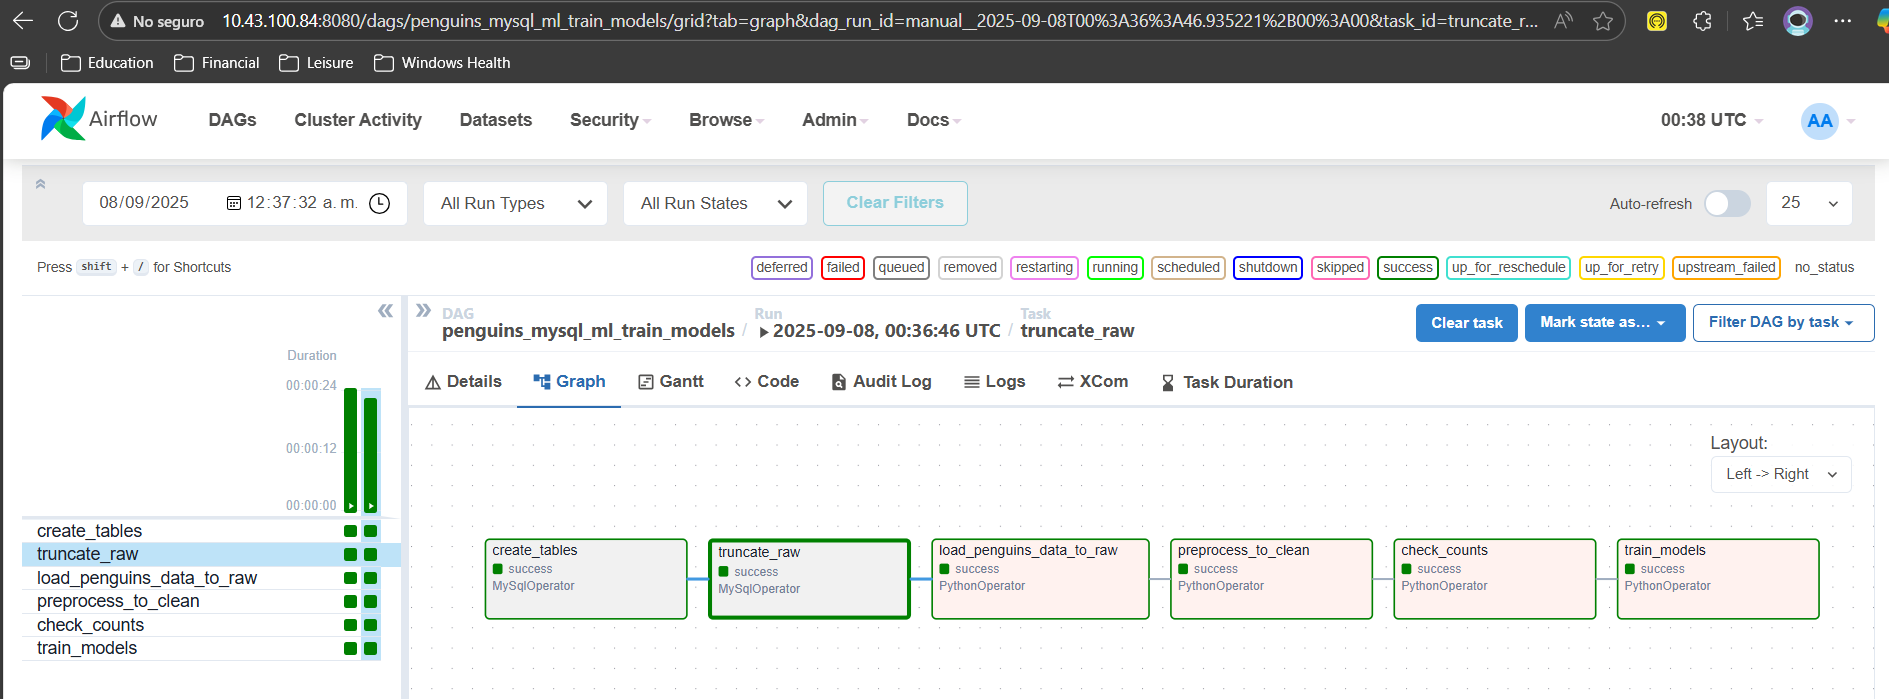 No seguro 10.43.100.84:8080/dags/penguins_mysql_ml_train_models/grid?tab=graph&dag_run_id=manual__2025-09-08T00%3A36%3A46.935221%2B00%3A00&task_id=truncate_r...
Education Financial Leisure Windows Health
Airflow DAGs Cluster Activity Datasets Security Browse Admin Docs 00:38 UTC AA
08/09/2025 12:37:32 a. m. All Run Types All Run States Clear Filters Auto-refresh 25
Press shift + / for Shortcuts deferred failed queued removed restarting running scheduled shutdown skipped success up_for_reschedule up_for_retry upstream_failed no_status
DAG Run Task
penguins_mysql_ml_train_models / 2025-09-08, 00:36:46 UTC / truncate_raw Clear task Mark state as... Filter DAG by task
Details Graph Gantt Code Audit Log Logs XCom Task Duration
Duration
00:00:24
00:00:12
00:00:00
create_tables
truncate_raw
load_penguins_data_to_raw
preprocess_to_clean
check_counts
train_models
Layout:
Left -> Right
create_tables
success
MySqlOperator
truncate_raw
success
MySqlOperator
load_penguins_data_to_raw
success
PythonOperator
preprocess_to_clean
success
PythonOperator
check_counts
success
PythonOperator
train_models
success
PythonOperator